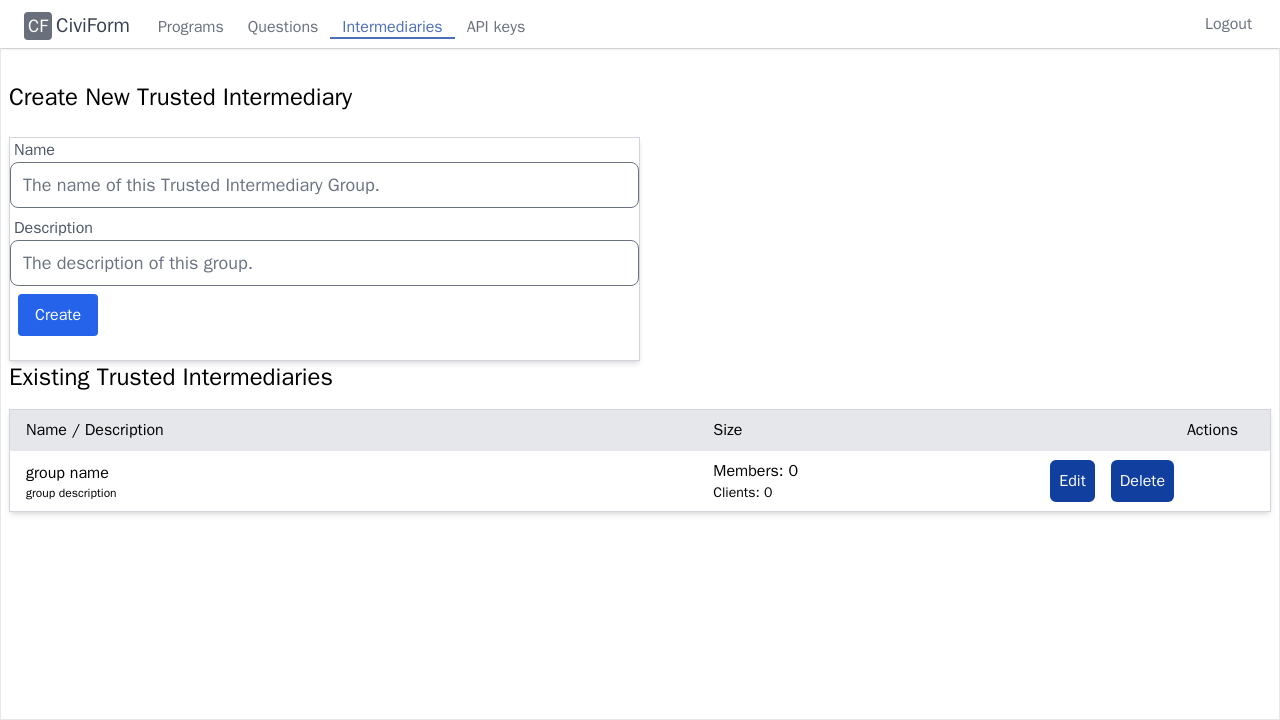 CF CiviForm Programs Questions Intermediaries API keys Logout
Create New Trusted Intermediary
Name
The name of this Trusted Intermediary Group.
Description
The description of this group.
Create
Existing Trusted Intermediaries
Name / Description Size Actions
group name Members: 0 Edit Delete
group description Clients: 0